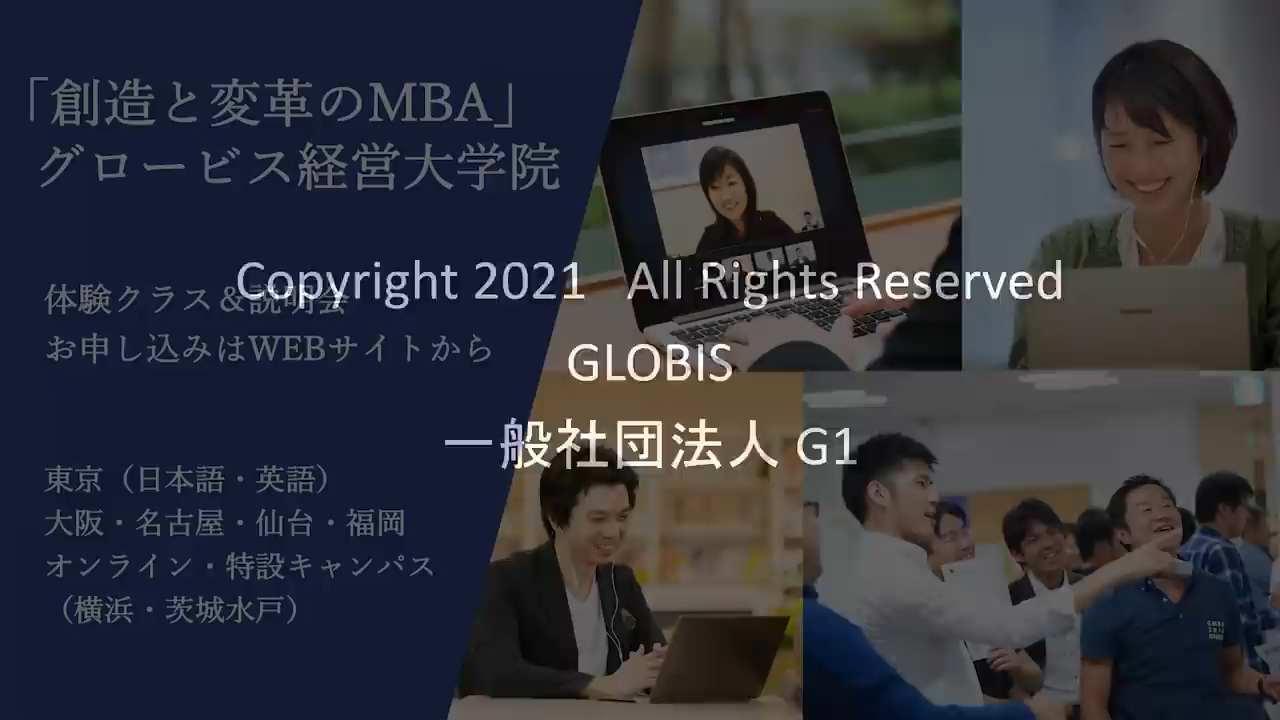 「創造と変革のMBA」
グロービス経営大学院
体験クラス＆説明会
お申し込みはWEBサイトから
Copyright 2021 All Rights Reserved
GLOBIS
一般社団法人 G1
東京（日本語・英語）
大阪・名古屋・仙台・福岡
オンライン・特設キャンパス
（横浜・茨城水戸）